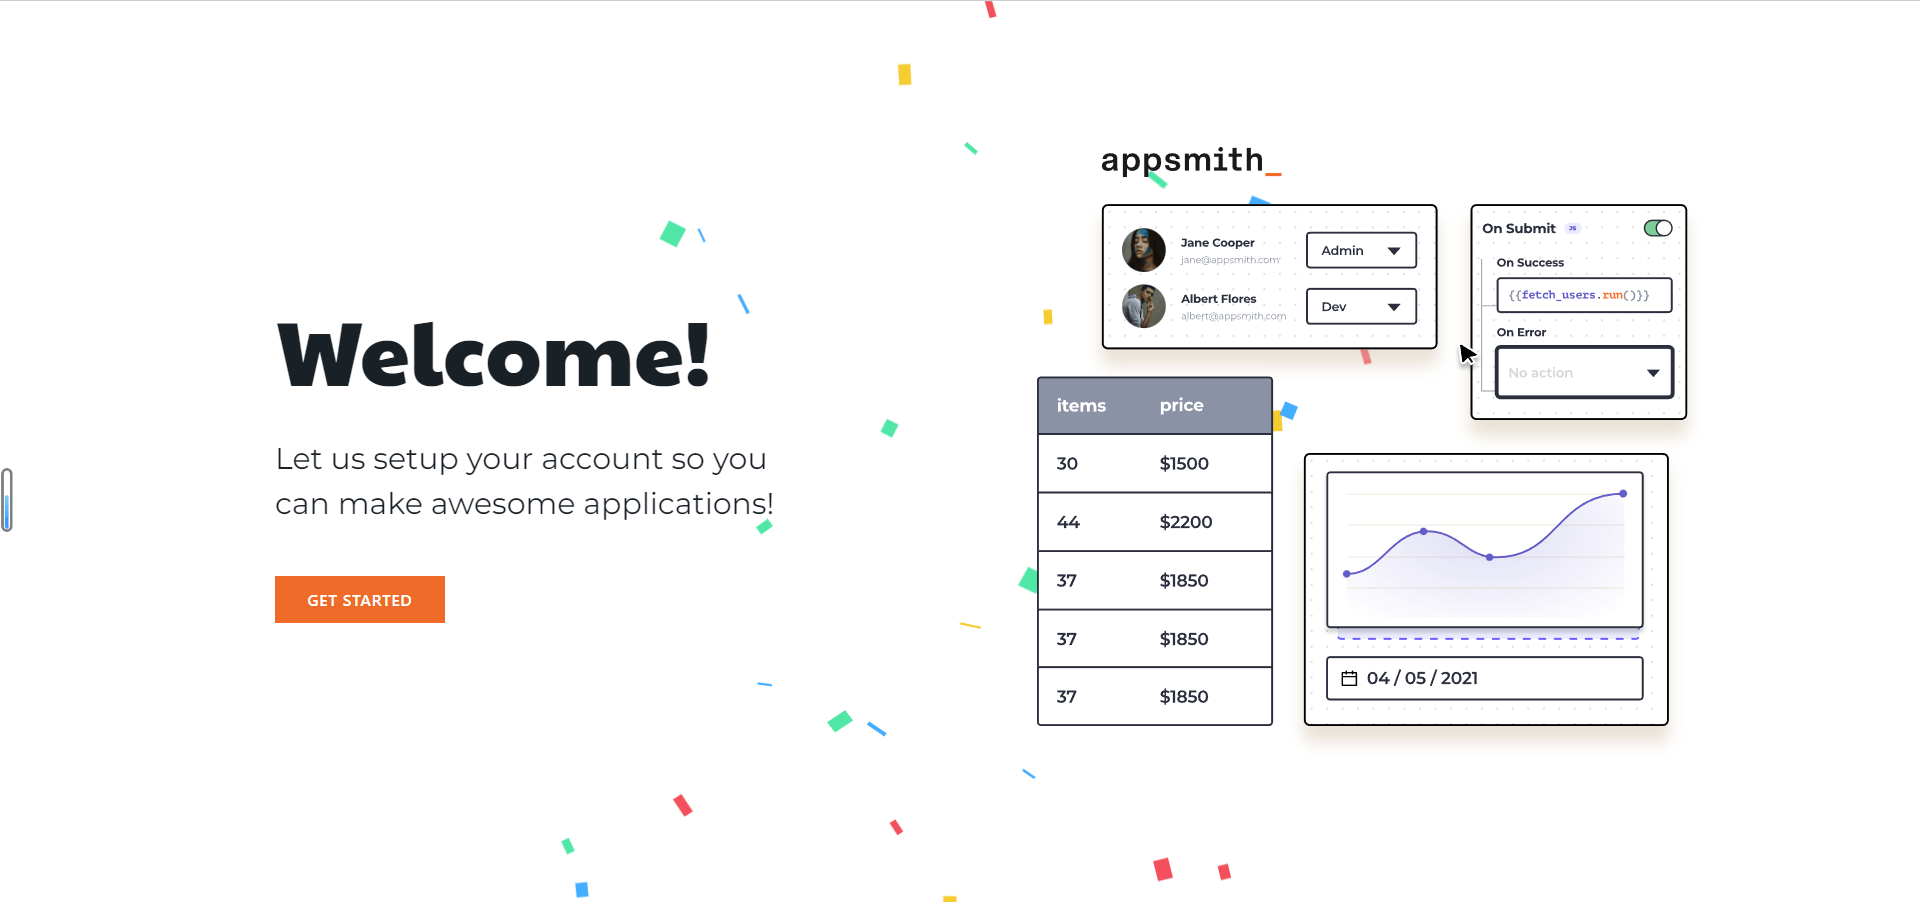 Welcome!
Let us setup your account so you
can make awesome applications!
GET STARTED
appsmith_
Jane Cooper
jane@appsmith.com
Admin
Albert Flores
albert@appsmith.com
Dev
On Submit JS
On Success
{{fetch_users.run()}}
On Error
No action
items price
30 $1500
44 $2200
37 $1850
37 $1850
37 $1850
04 / 05 / 2021